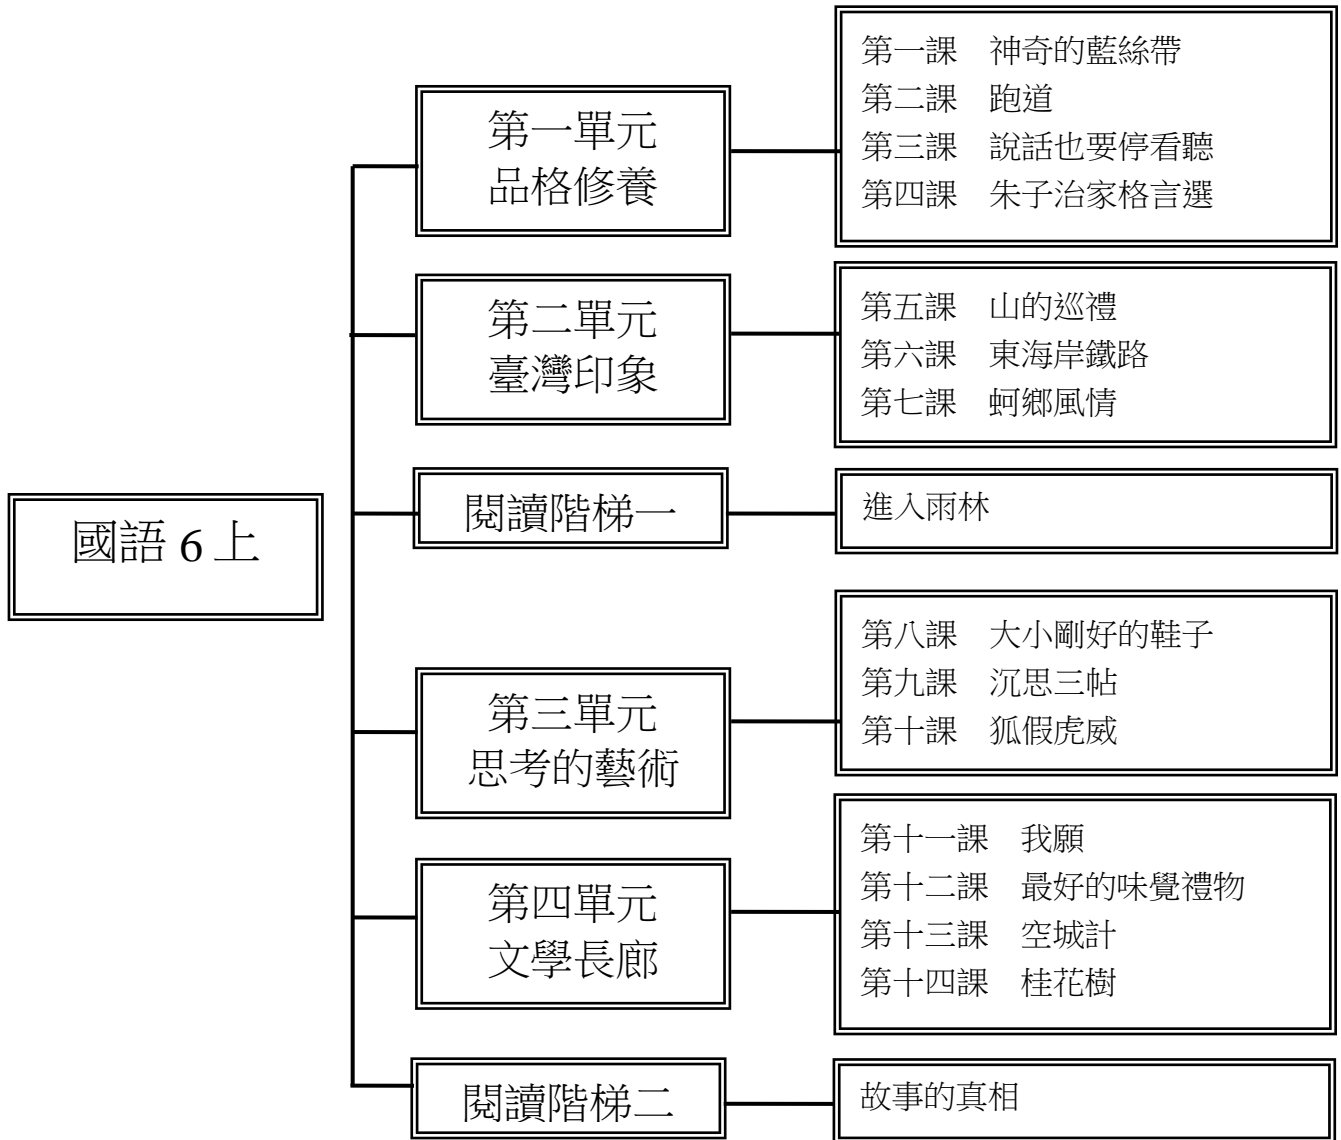 國語 6 上
第一單元
品格修養
第一課　神奇的藍絲帶
第二課　跑道
第三課　說話也要停看聽
第四課　朱子治家格言選
第二單元
臺灣印象
第五課　山的巡禮
第六課　東海岸鐵路
第七課　蚵鄉風情
閱讀階梯一
進入雨林
第三單元
思考的藝術
第八課　大小剛好的鞋子
第九課　沉思三帖
第十課　狐假虎威
第四單元
文學長廊
第十一課　我願
第十二課　最好的味覺禮物
第十三課　空城計
第十四課　桂花樹
閱讀階梯二
故事的真相